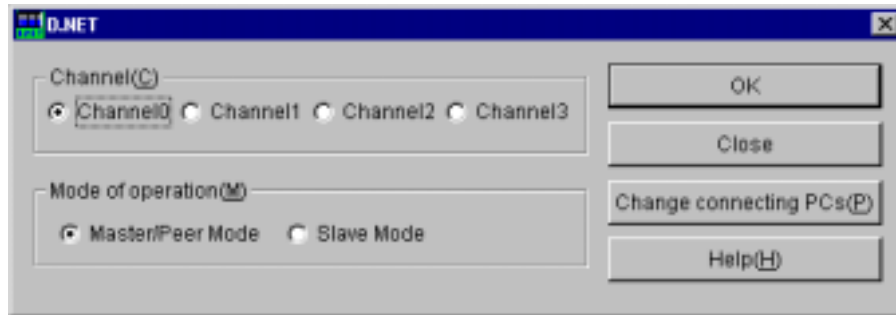 D.NET
Channel(C)
Channel0 Channel1 Channel2 Channel3
Mode of operation(M)
Master/Peer Mode Slave Mode
OK
Close
Change connecting PCs(P)
Help(H)